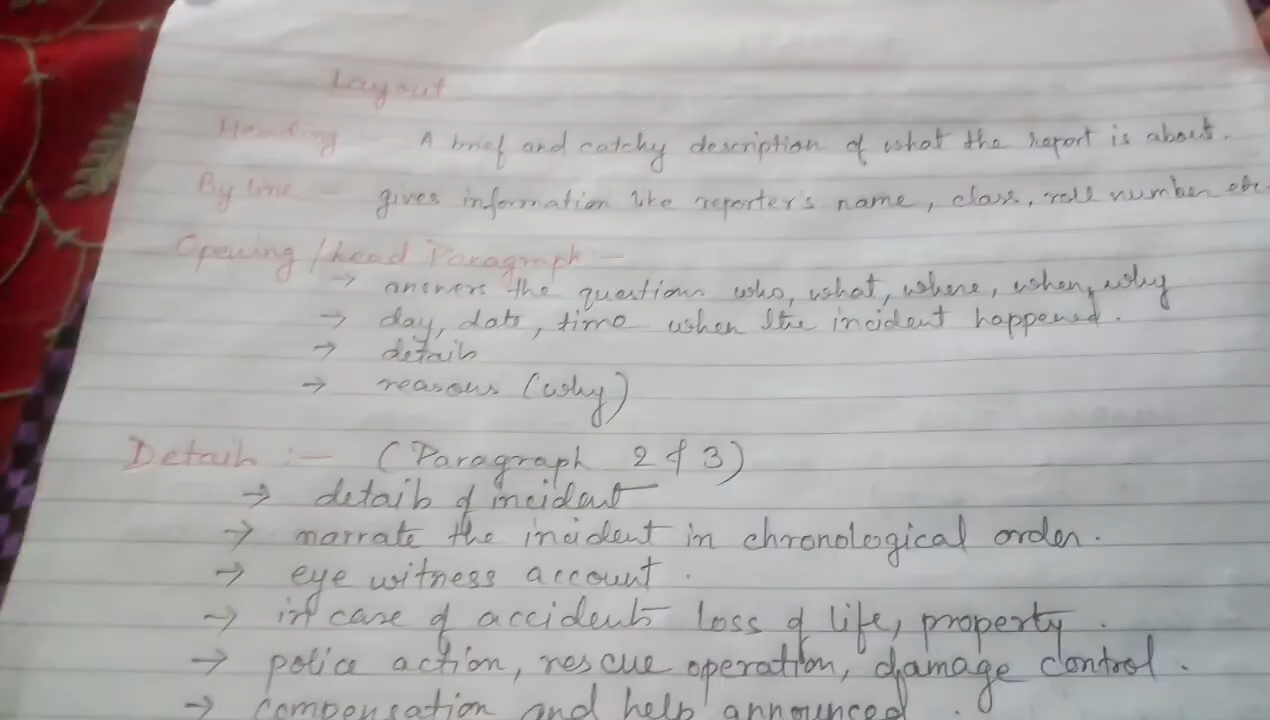 Layout
Heading - A brief and catchy description of what the report is about.
By line - gives information like reporter's name, class, roll number etc.
Opening / head Paragraph -
→ answers the questions who, what, where, when, why
→ day, date, time when the incident happened.
→ details
→ reasons (why)
Details :- (Paragraph 2 & 3)
→ details of incident
→ narrate the incident in chronological order.
→ eye witness account.
→ in case of accident loss of life, property.
→ police action, rescue operation, damage control.
→ compensation and help announced.